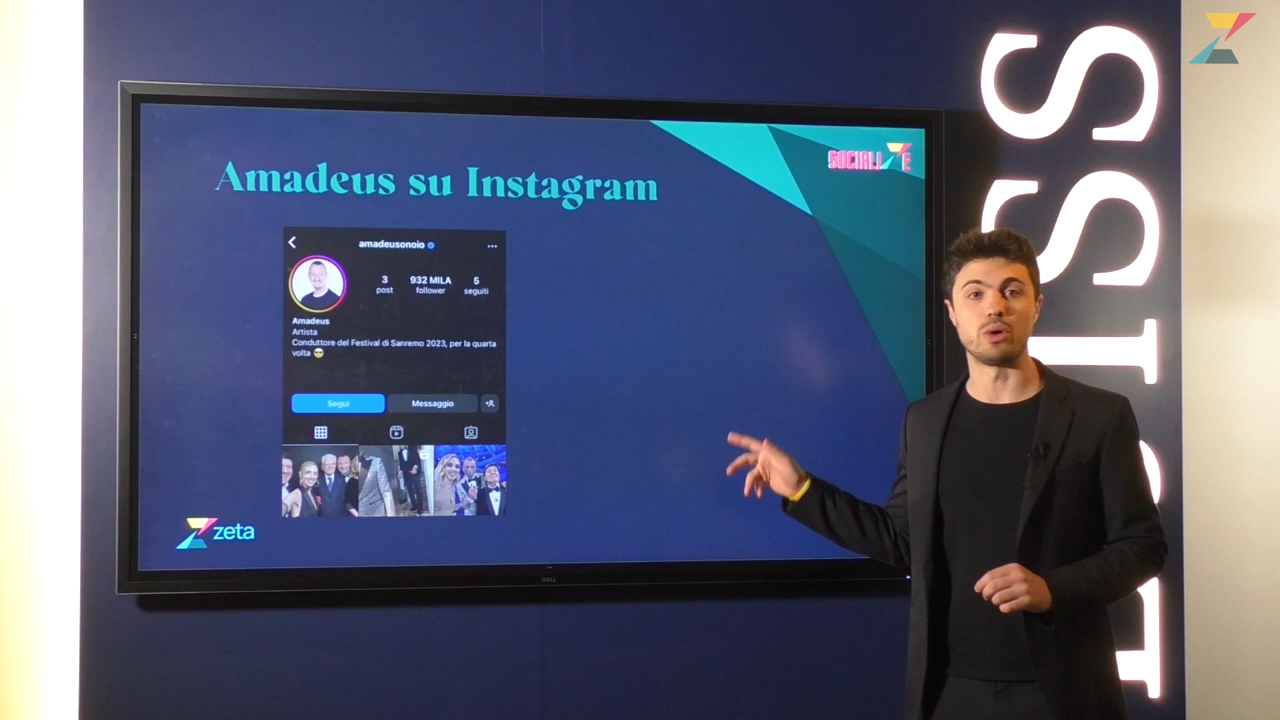 Amadeus su Instagram
SOCIALZE
amadeusonoio
3 932 MILA 5
post follower seguiti
Amadeus
Artista
Conduttore del Festival di Sanremo 2023, per la quarta
volta 😎
Segui Messaggio
zeta
DELL